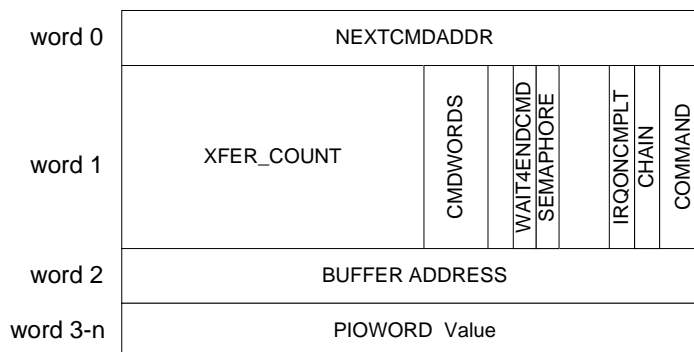 word 0
NEXTCMDADDR
word 1
XFER_COUNT
CMDWORDS
WAIT4ENDCMD
SEMAPHORE
IRQONCMPLT
CHAIN
COMMAND
word 2
BUFFER ADDRESS
word 3-n
PIOWORD Value